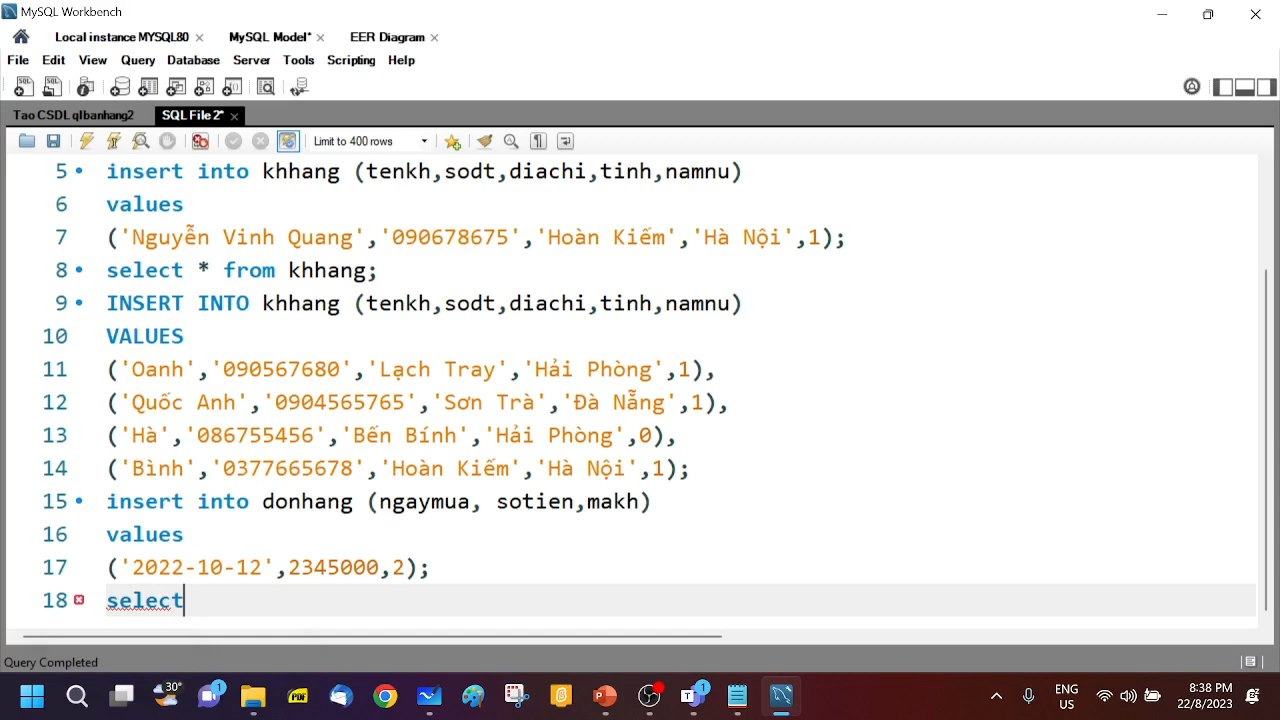 MySQL Workbench
Local instance MYSQL80
MySQL Model*
EER Diagram
File Edit View Query Database Server Tools Scripting Help
Tao CSDL qlbanhang2
SQL File 2*
Limit to 400 rows
5 insert into khhang (tenkh,sodt,diachi,tinh,namnu)
6 values
7 ('Nguyễn Vinh Quang','090678675','Hoàn Kiếm','Hà Nội',1);
8 select * from khhang;
9 INSERT INTO khhang (tenkh,sodt,diachi,tinh,namnu)
10 VALUES
11 ('Oanh','090567680','Lạch Tray','Hải Phòng',1),
12 ('Quốc Anh','0904565765','Sơn Trà','Đà Nẵng',1),
13 ('Hà','086755456','Bến Bính','Hải Phòng',0),
14 ('Bình','0377665678','Hoàn Kiếm','Hà Nội',1);
15 insert into donhang (ngaymua, sotien,makh)
16 values
17 ('2022-10-12',2345000,2);
18 select
Query Completed
30°
1
PDF
1
ENG
US
8:38 PM
22/8/2023